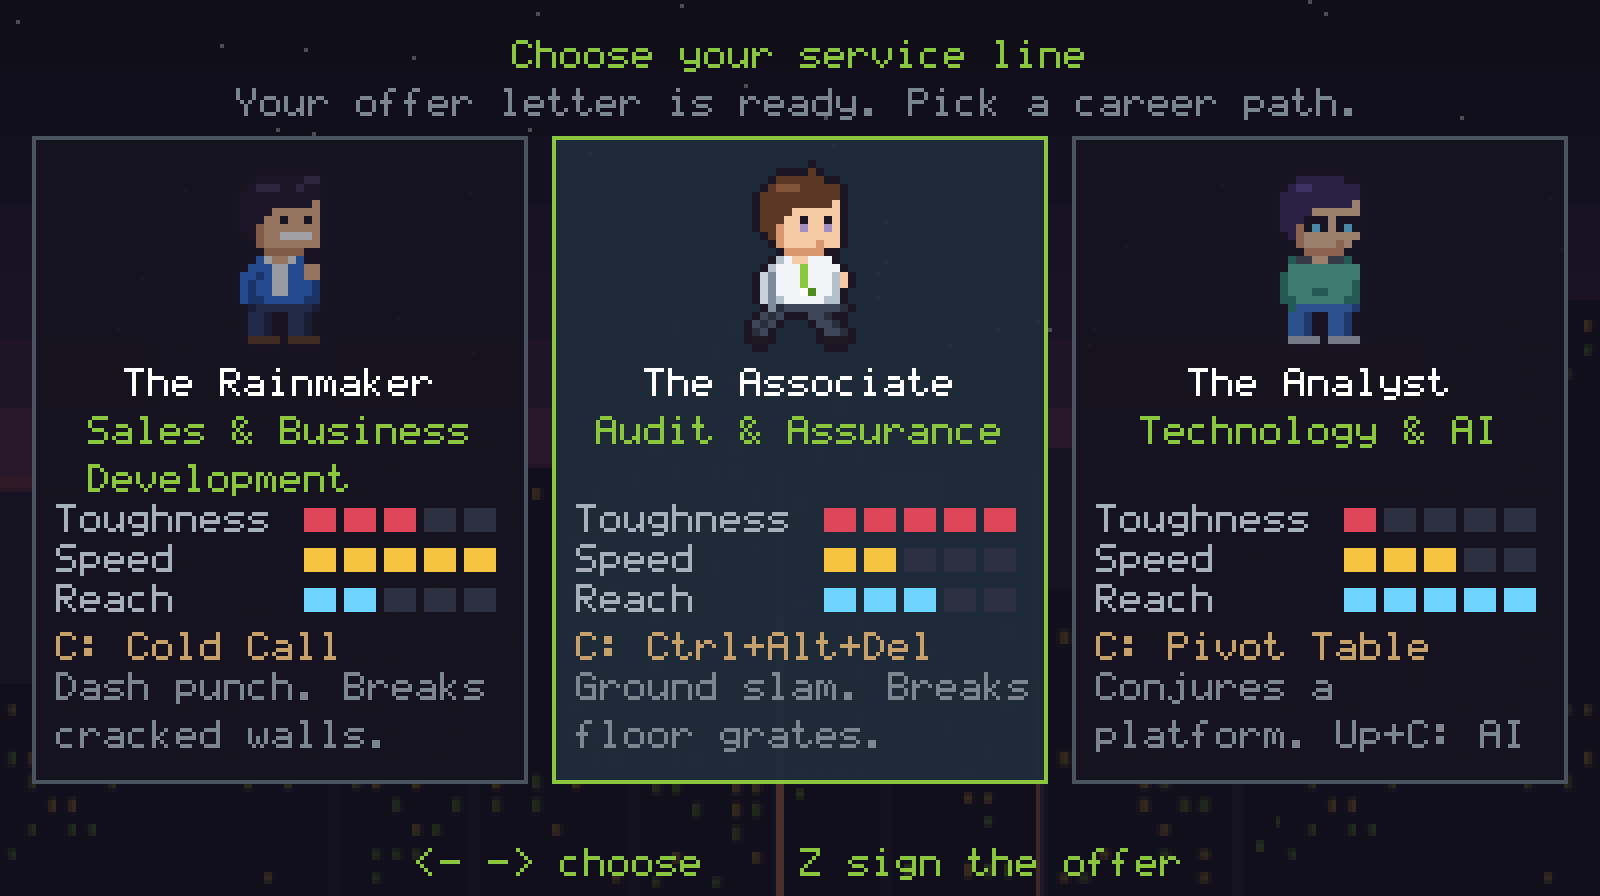 Choose your service line
Your offer letter is ready. Pick a career path.
The Rainmaker
Sales & Business
Development
Toughness
Speed
Reach
C: Cold Call
Dash punch. Breaks
cracked walls.
The Associate
Audit & Assurance
Toughness
Speed
Reach
C: Ctrl+Alt+Del
Ground slam. Breaks
floor grates.
The Analyst
Technology & AI
Toughness
Speed
Reach
C: Pivot Table
Conjures a
platform. Up+C: AI
<- -> choose    Z sign the offer